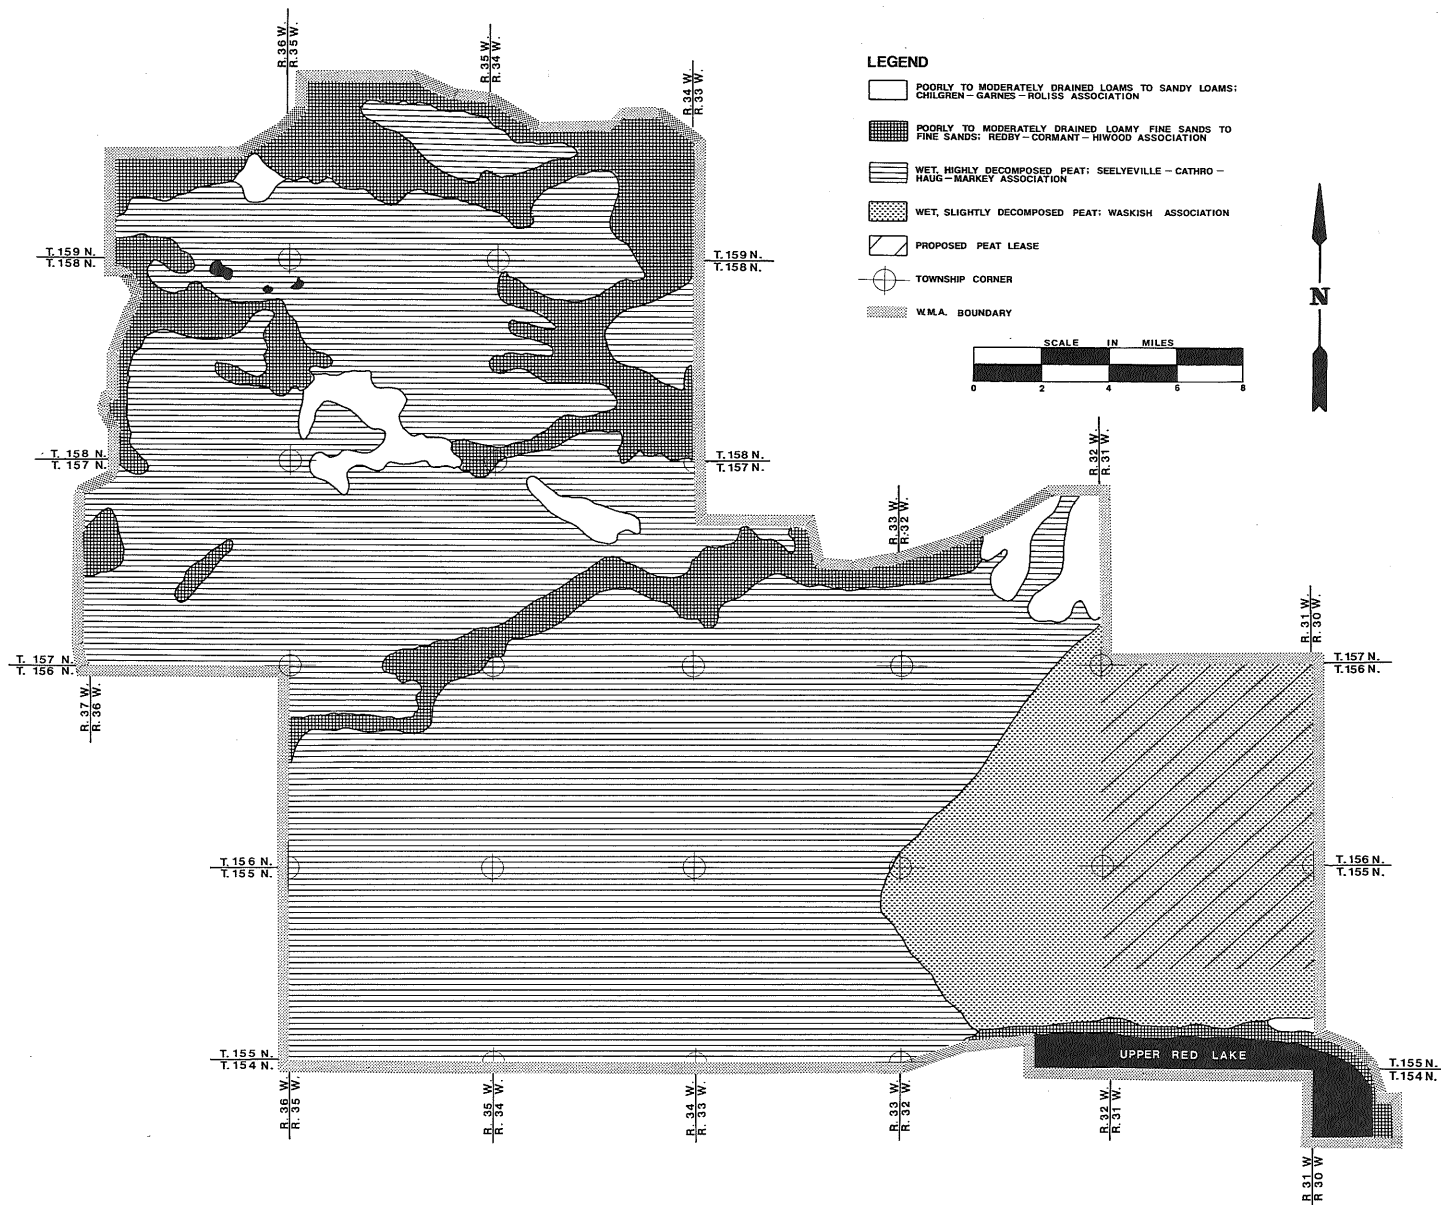 R. 36 W.
R. 35 W.
R. 35 W.
R. 34 W.
R. 34 W.
R. 33 W.
LEGEND
POORLY TO MODERATELY DRAINED LOAMS TO SANDY LOAMS;
CHILGREN – GARNES – ROLISS ASSOCIATION
POORLY TO MODERATELY DRAINED LOAMY FINE SANDS TO
FINE SANDS; REDBY – CORMANT – HIWOOD ASSOCIATION
WET, HIGHLY DECOMPOSED PEAT; SEELYEVILLE – CATHRO –
HAUG – MARKEY ASSOCIATION
WET, SLIGHTLY DECOMPOSED PEAT; WASKISH ASSOCIATION
PROPOSED PEAT LEASE
TOWNSHIP CORNER
W.M.A. BOUNDARY
SCALE IN MILES
0 2 4 6 8
N
T. 159 N.
T. 158 N.
T. 159 N.
T. 158 N.
T. 158 N.
T. 157 N.
T. 158 N.
T. 157 N.
R. 32 W.
R. 31 W.
R. 33 W.
R. 32 W.
R. 31 W.
R. 30 W.
T. 157 N.
T. 156 N.
T. 157 N.
T. 156 N.
R. 37 W.
R. 36 W.
T. 156 N.
T. 155 N.
T. 156 N.
T. 155 N.
UPPER RED LAKE
T. 155 N.
T. 154 N.
T. 155 N.
T. 154 N.
R. 36 W.
R. 35 W.
R. 35 W.
R. 34 W.
R. 34 W.
R. 33 W.
R. 33 W.
R. 32 W.
R. 32 W.
R. 31 W.
R 31 W
R 30 W